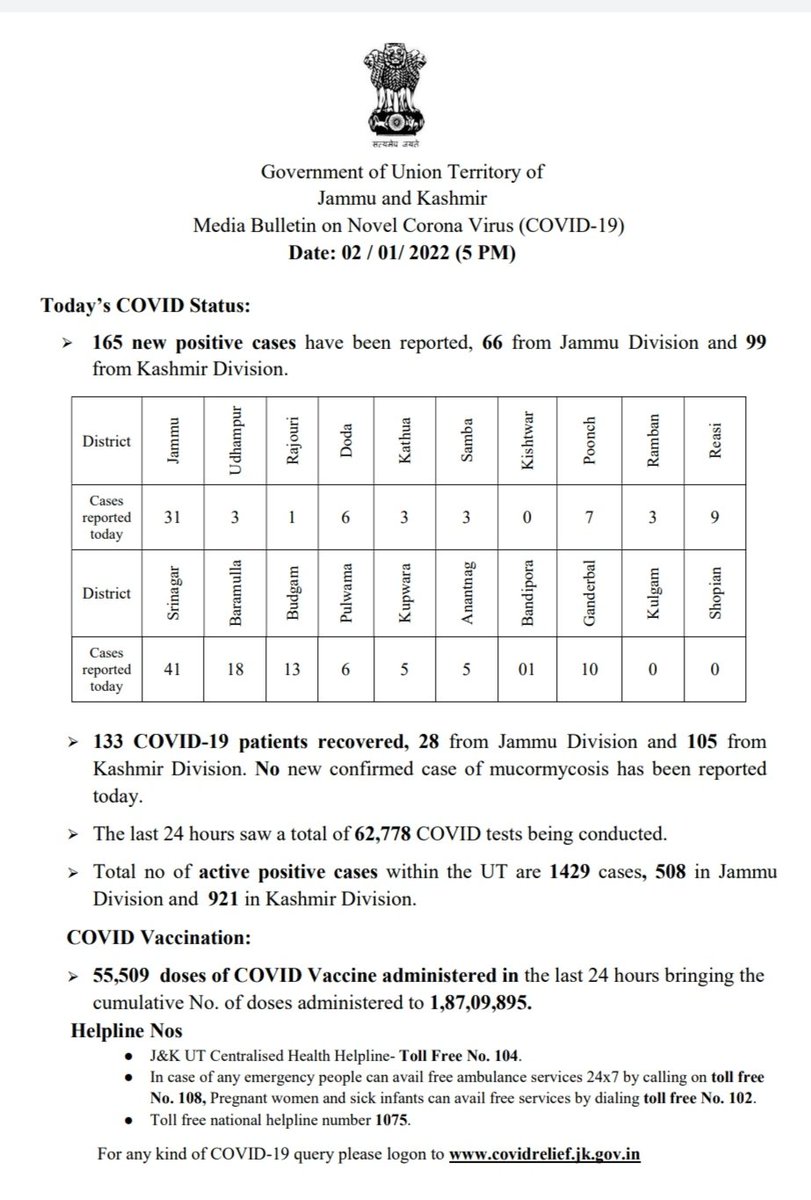 सत्यमेव जयते
Government of Union Territory of
Jammu and Kashmir
Media Bulletin on Novel Corona Virus (COVID-19)
Date: 02 / 01/ 2022 (5 PM)
Today's COVID Status:
➢ 165 new positive cases have been reported, 66 from Jammu Division and 99
from Kashmir Division.
District Jammu Udhampur Rajouri Doda Kathua Samba Kishtwar Poonch Ramban Reasi
Cases
reported
today
31 3 1 6 3 3 0 7 3 9
District Srinagar Baramulla Budgam Pulwama Kupwara Anantnag Bandipora Ganderbal Kulgam Shopian
Cases
reported
today
41 18 13 6 5 5 01 10 0 0
➢ 133 COVID-19 patients recovered, 28 from Jammu Division and 105 from
Kashmir Division. No new confirmed case of mucormycosis has been reported
today.
➢ The last 24 hours saw a total of 62,778 COVID tests being conducted.
➢ Total no of active positive cases within the UT are 1429 cases, 508 in Jammu
Division and 921 in Kashmir Division.
COVID Vaccination:
➢ 55,509 doses of COVID Vaccine administered in the last 24 hours bringing the
cumulative No. of doses administered to 1,87,09,895.
Helpline Nos
• J&K UT Centralised Health Helpline- Toll Free No. 104.
• In case of any emergency people can avail free ambulance services 24x7 by calling on toll free
No. 108, Pregnant women and sick infants can avail free services by dialing toll free No. 102.
• Toll free national helpline number 1075.
For any kind of COVID-19 query please logon to www.covidrelief.jk.gov.in